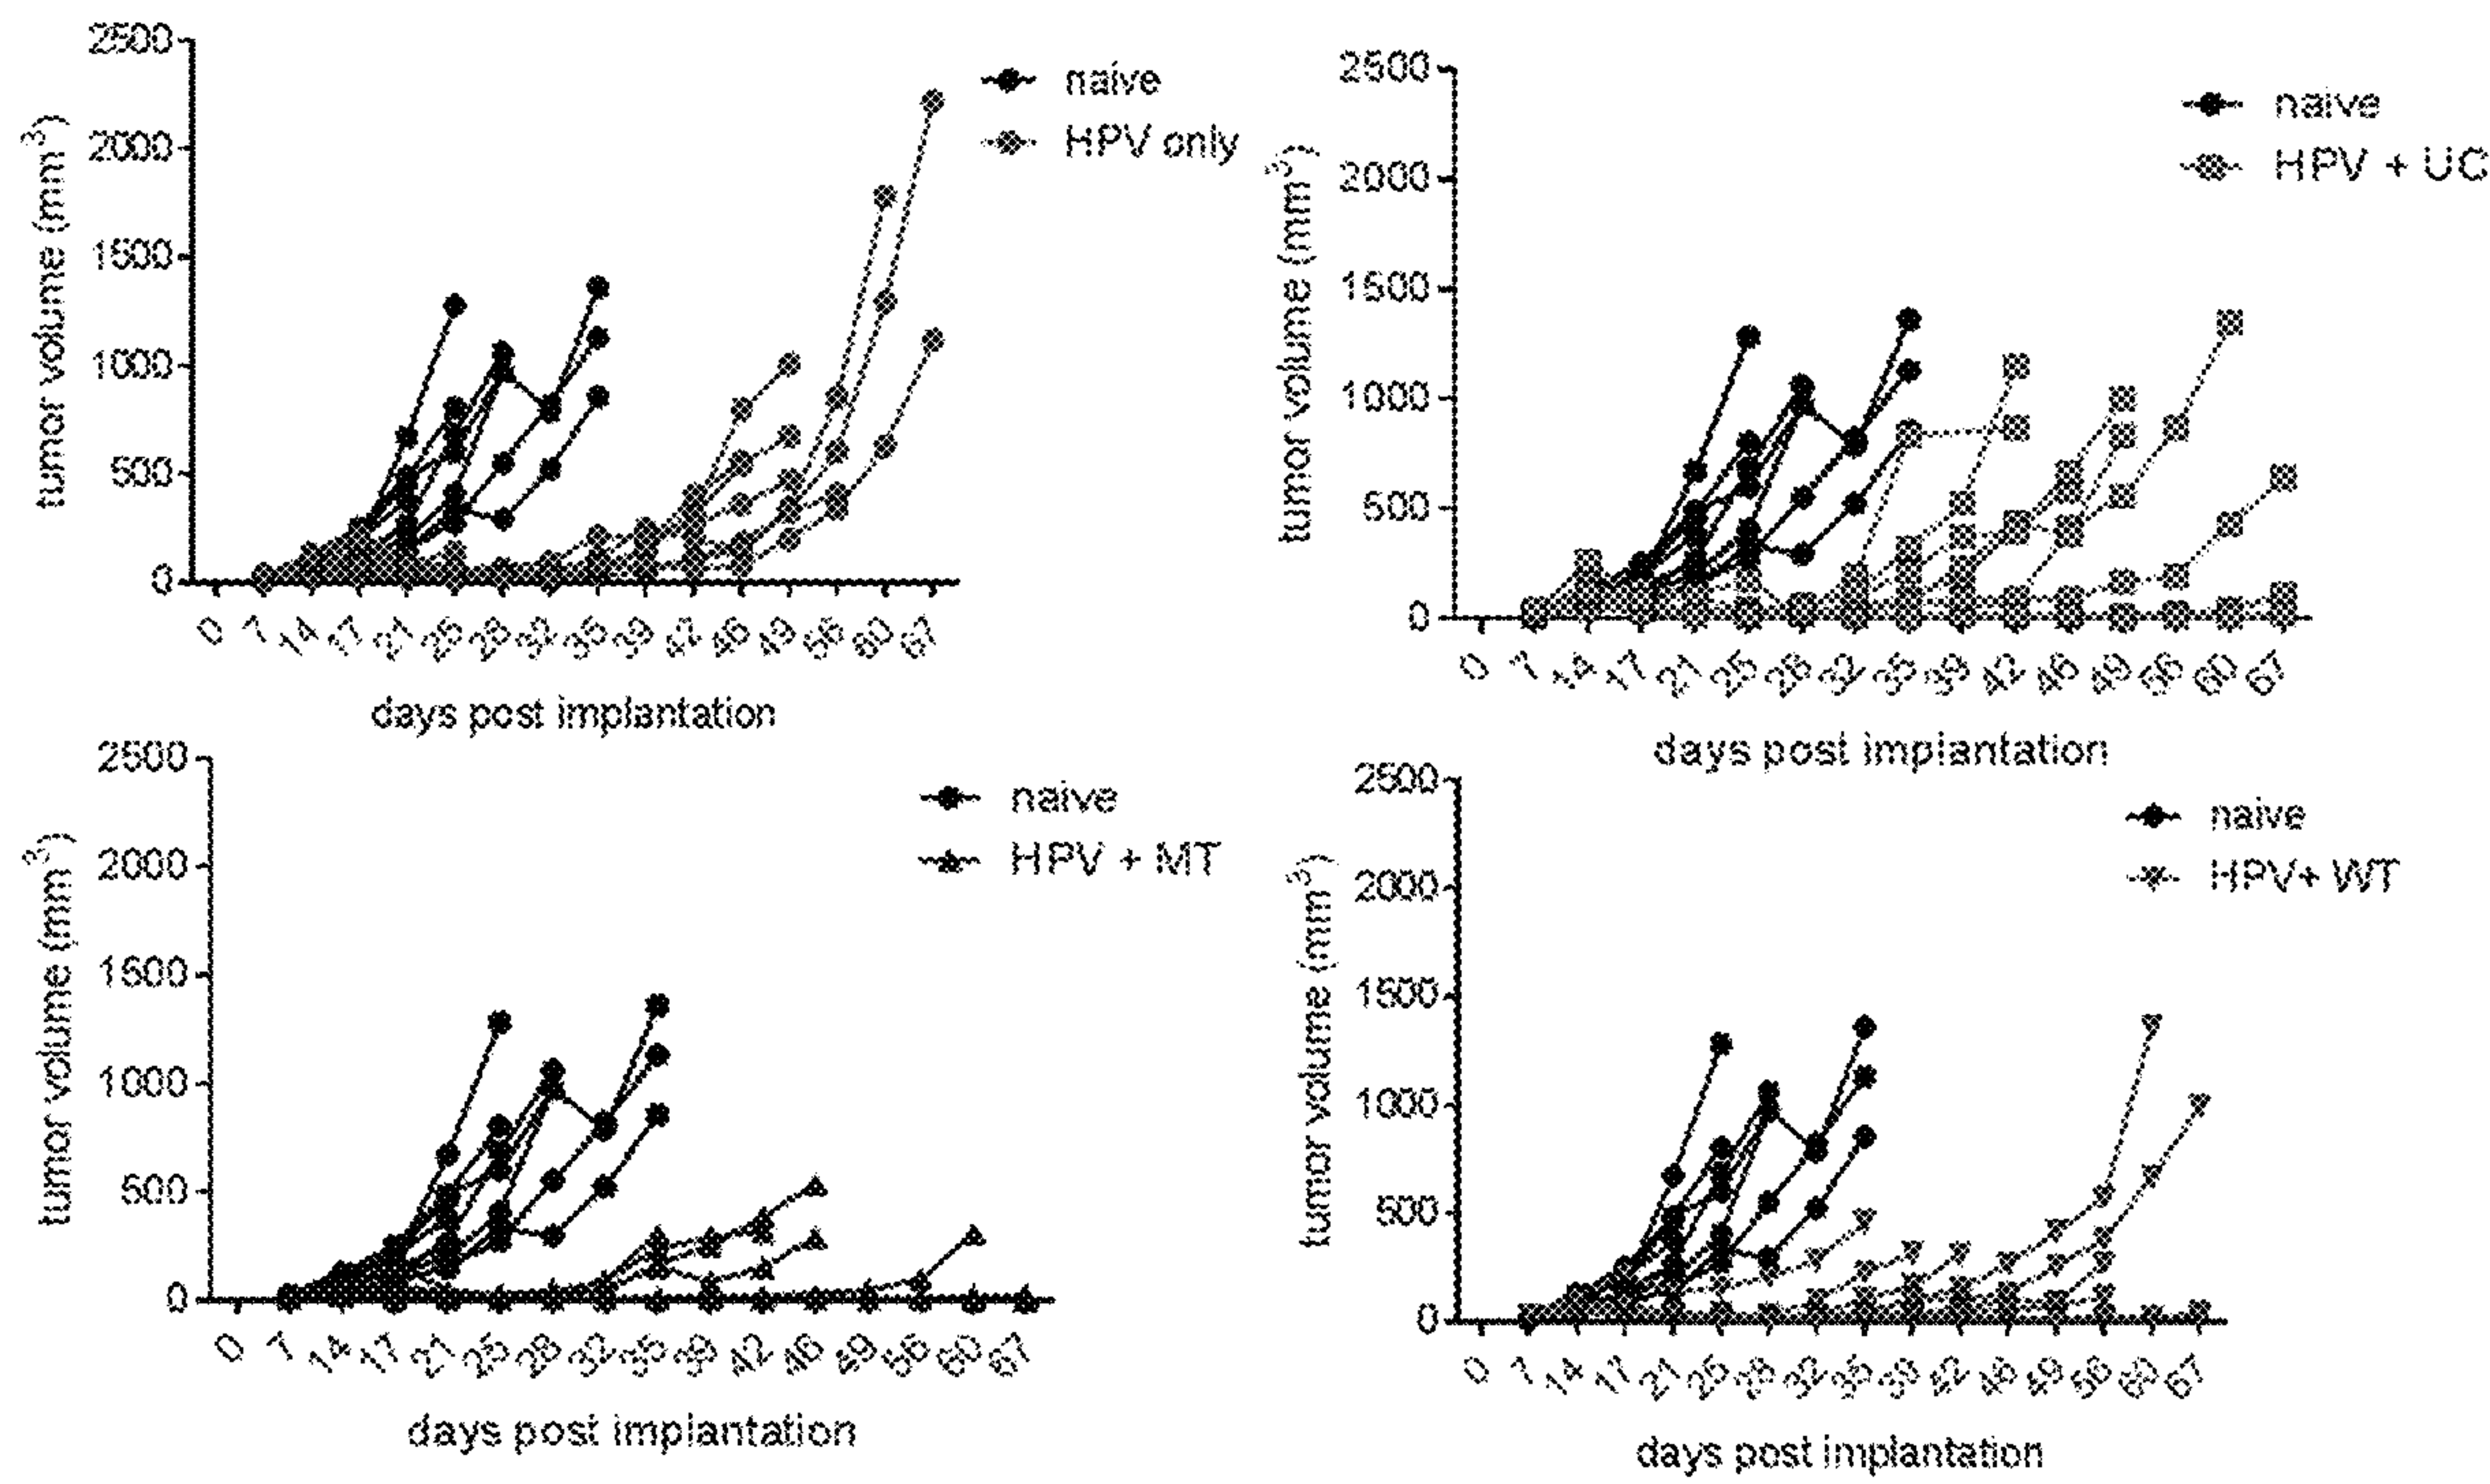 2500
2000
1500
1000
500
0
tumor volume (mm³)
naive
HPV only
0 7 14 17 21 25 28 32 35 39 42 46 49 56 60 67
days post implantation
2500
2000
1500
1000
500
0
tumor volume (mm³)
naive
HPV + UC
0 7 14 17 21 25 28 32 35 39 42 46 49 56 60 67
days post implantation
2500
2000
1500
1000
500
0
tumor volume (mm³)
naive
HPV + MT
0 7 14 17 21 25 28 32 35 39 42 46 49 56 60 67
days post implantation
2500
2000
1500
1000
500
0
tumor volume (mm³)
naive
HPV+ WT
0 7 14 17 21 25 28 32 35 39 42 46 49 56 60 67
days post implantation